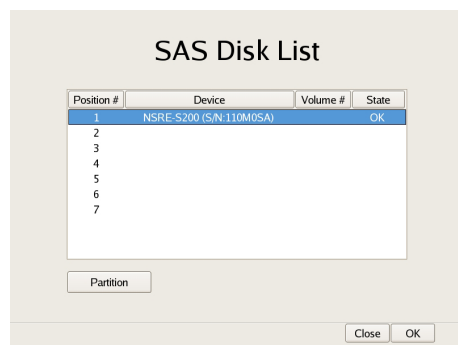 SAS Disk List
Position # Device Volume # State
1 NSRE-S200 (S/N:110M0SA) OK
2
3
4
5
6
7
Partition
Close OK